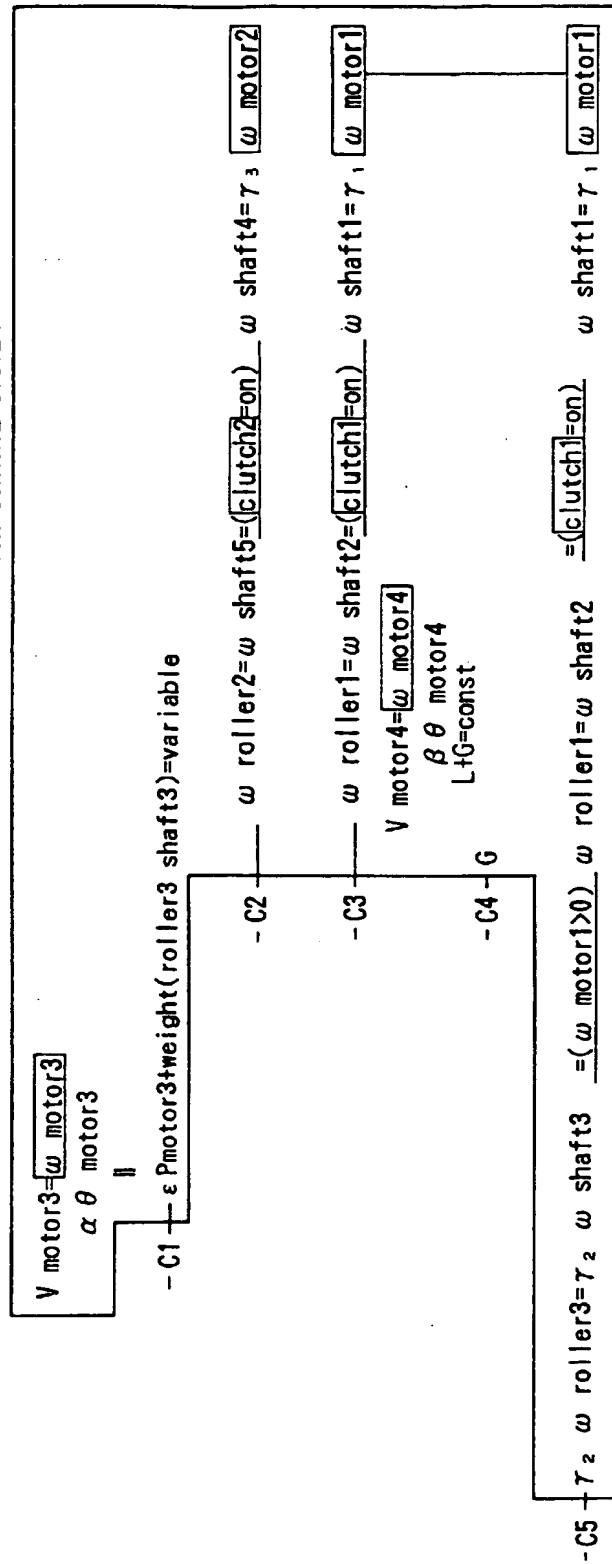 V motor3=ω motor3
α θ motor3
=
-C1 εPmotor3+weight(roller3 shaft3)=variable
-C2 ω roller2=ω shaft5=(clutch2=on) ω shaft4=γ₃ ω motor2
-C3 ω roller1=ω shaft2=(clutch1=on) ω shaft1=γ₁ ω motor1
V motor4=ω motor4
β θ motor4
L+G=const
-C4 G
-C5 γ₂ ω roller3=γ₂ ω shaft3 =(ω motor1>0) ω roller1=ω shaft2 =(clutch1=on) ω shaft1=γ₁ ω motor1